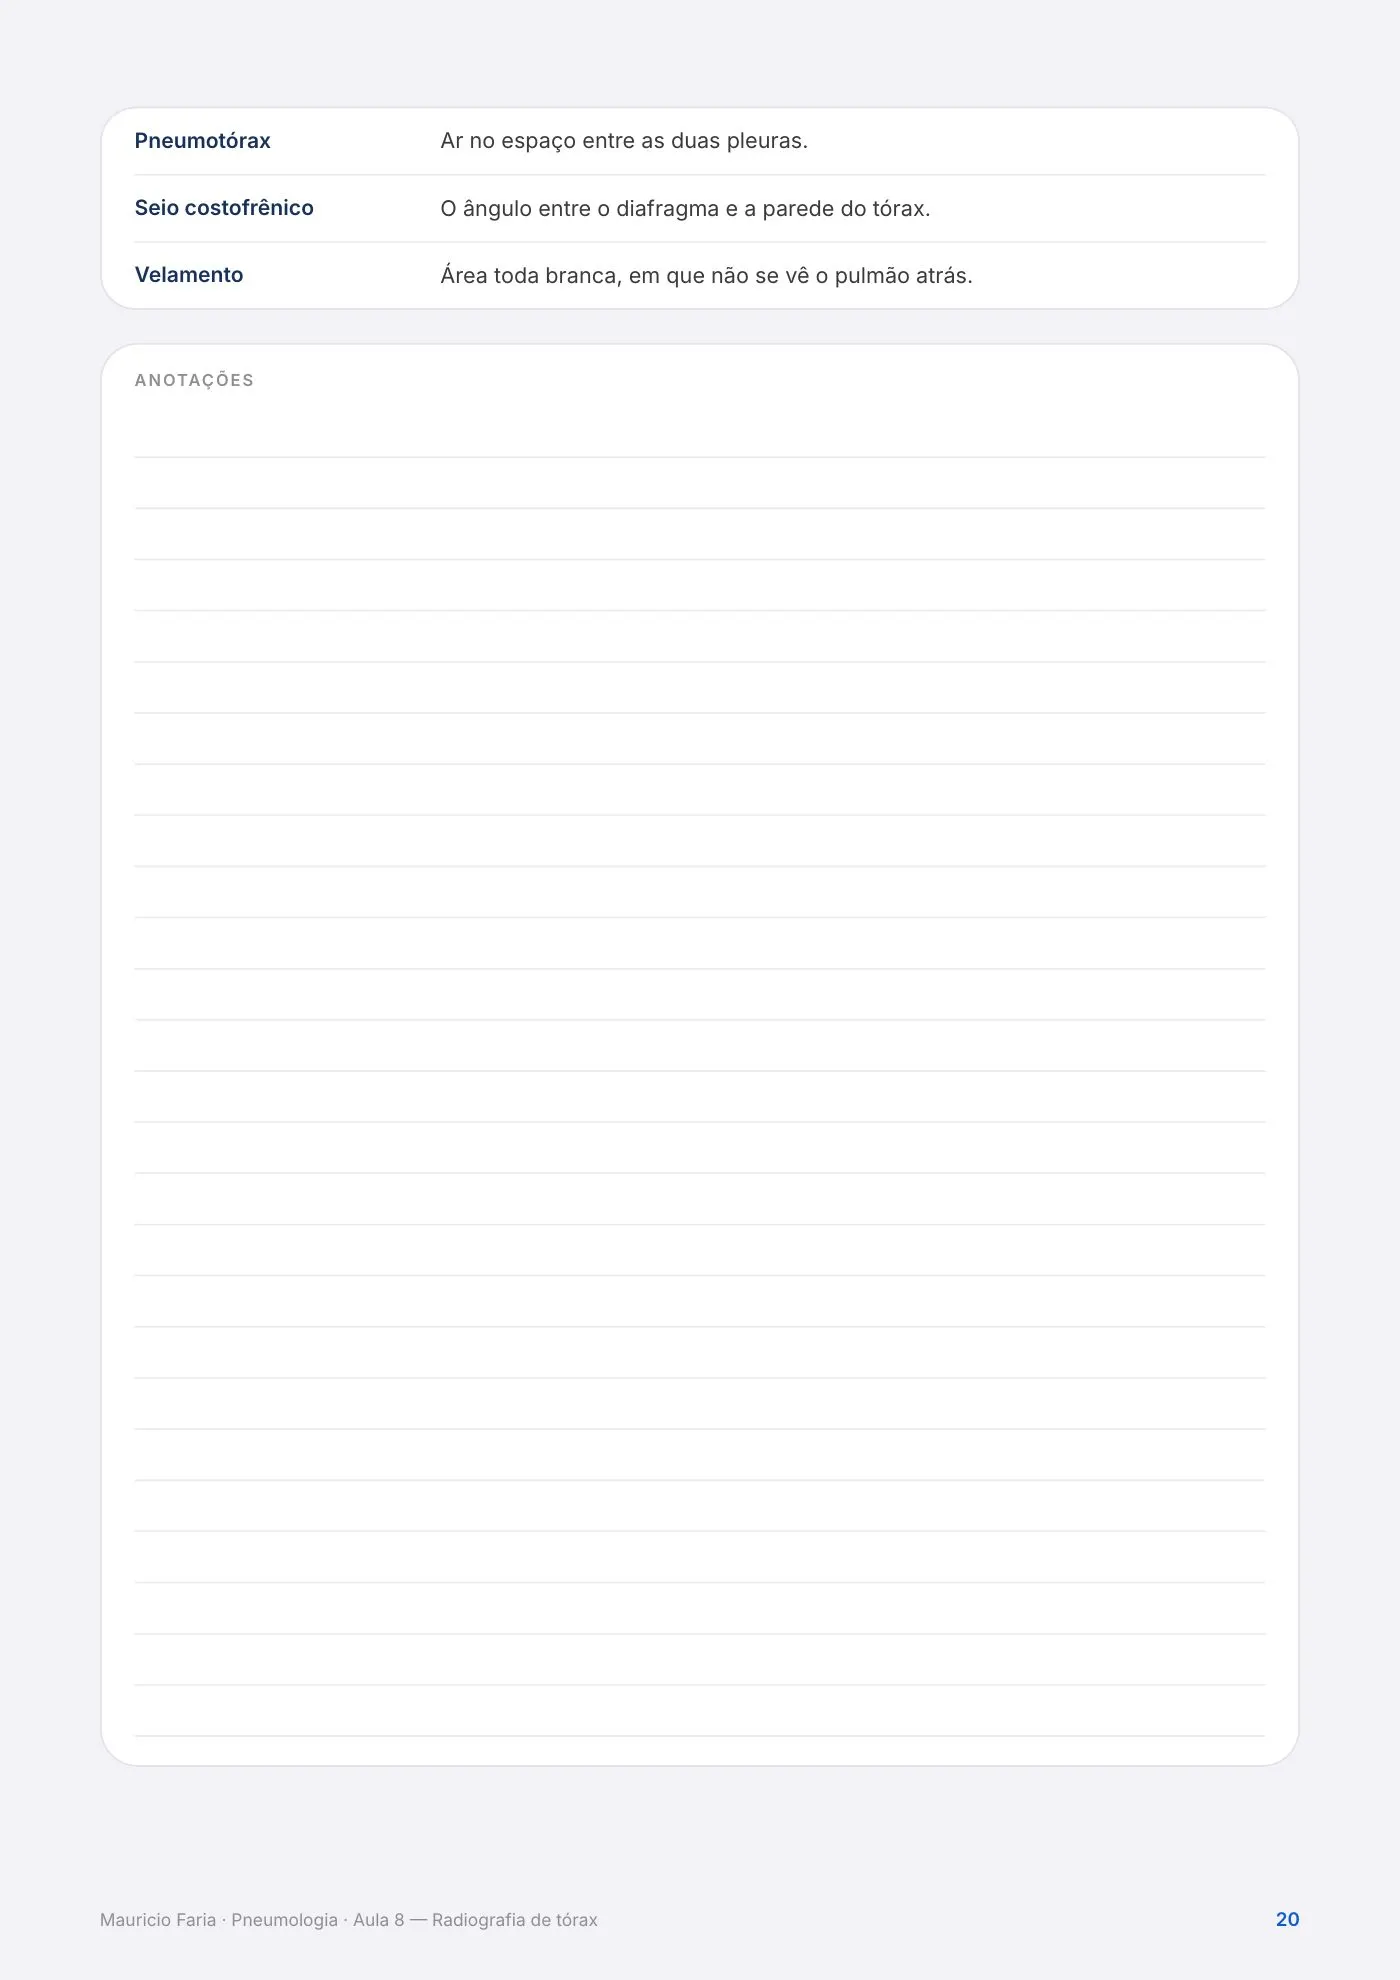 Pneumotórax Ar no espaço entre as duas pleuras.
Seio costofrênico O ângulo entre o diafragma e a parede do tórax.
Velamento Área toda branca, em que não se vê o pulmão atrás.
ANOTAÇÕES
Mauricio Faria · Pneumologia · Aula 8 — Radiografia de tórax 20